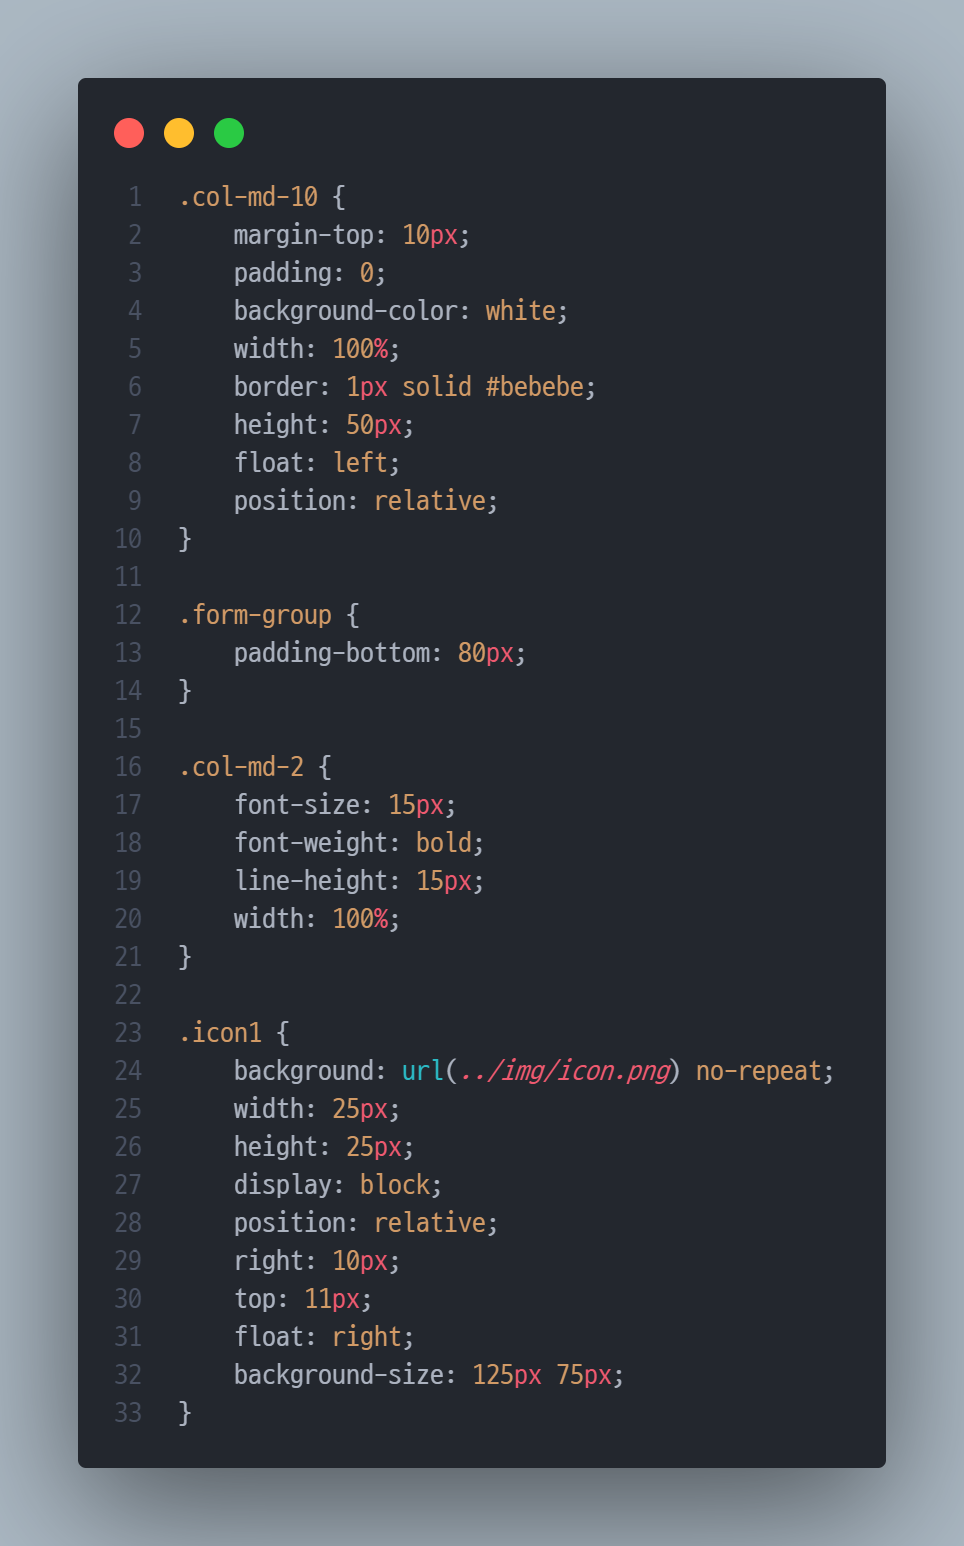 1 .col-md-10 {
2     margin-top: 10px;
3     padding: 0;
4     background-color: white;
5     width: 100%;
6     border: 1px solid #bebebe;
7     height: 50px;
8     float: left;
9     position: relative;
10 }
11
12 .form-group {
13     padding-bottom: 80px;
14 }
15
16 .col-md-2 {
17     font-size: 15px;
18     font-weight: bold;
19     line-height: 15px;
20     width: 100%;
21 }
22
23 .icon1 {
24     background: url(../img/icon.png) no-repeat;
25     width: 25px;
26     height: 25px;
27     display: block;
28     position: relative;
29     right: 10px;
30     top: 11px;
31     float: right;
32     background-size: 125px 75px;
33 }